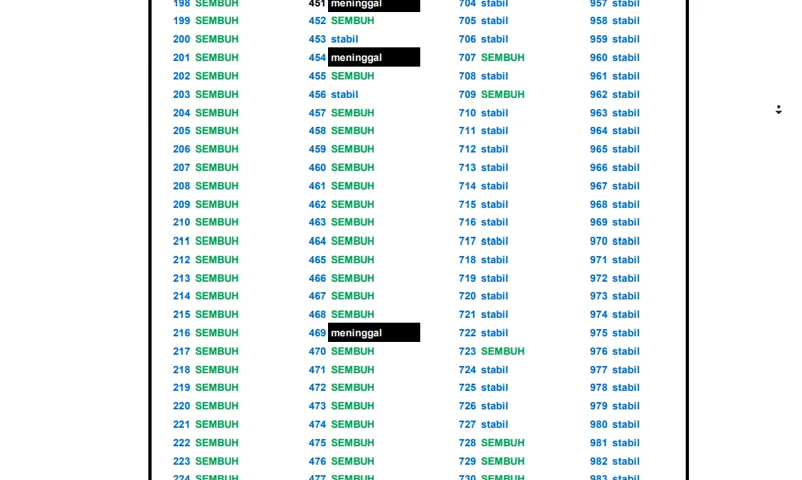 198 SEMBUH 451 meninggal 704 stabil 957 stabil
199 SEMBUH 452 SEMBUH 705 stabil 958 stabil
200 SEMBUH 453 stabil 706 stabil 959 stabil
201 SEMBUH 454 meninggal 707 SEMBUH 960 stabil
202 SEMBUH 455 SEMBUH 708 stabil 961 stabil
203 SEMBUH 456 stabil 709 SEMBUH 962 stabil
204 SEMBUH 457 SEMBUH 710 stabil 963 stabil
205 SEMBUH 458 SEMBUH 711 stabil 964 stabil
206 SEMBUH 459 SEMBUH 712 stabil 965 stabil
207 SEMBUH 460 SEMBUH 713 stabil 966 stabil
208 SEMBUH 461 SEMBUH 714 stabil 967 stabil
209 SEMBUH 462 SEMBUH 715 stabil 968 stabil
210 SEMBUH 463 SEMBUH 716 stabil 969 stabil
211 SEMBUH 464 SEMBUH 717 stabil 970 stabil
212 SEMBUH 465 SEMBUH 718 stabil 971 stabil
213 SEMBUH 466 SEMBUH 719 stabil 972 stabil
214 SEMBUH 467 SEMBUH 720 stabil 973 stabil
215 SEMBUH 468 SEMBUH 721 stabil 974 stabil
216 SEMBUH 469 meninggal 722 stabil 975 stabil
217 SEMBUH 470 SEMBUH 723 SEMBUH 976 stabil
218 SEMBUH 471 SEMBUH 724 stabil 977 stabil
219 SEMBUH 472 SEMBUH 725 stabil 978 stabil
220 SEMBUH 473 SEMBUH 726 stabil 979 stabil
221 SEMBUH 474 SEMBUH 727 stabil 980 stabil
222 SEMBUH 475 SEMBUH 728 SEMBUH 981 stabil
223 SEMBUH 476 SEMBUH 729 SEMBUH 982 stabil
224 SEMBUH 477 SEMBUH 730 SEMBUH 983 stabil